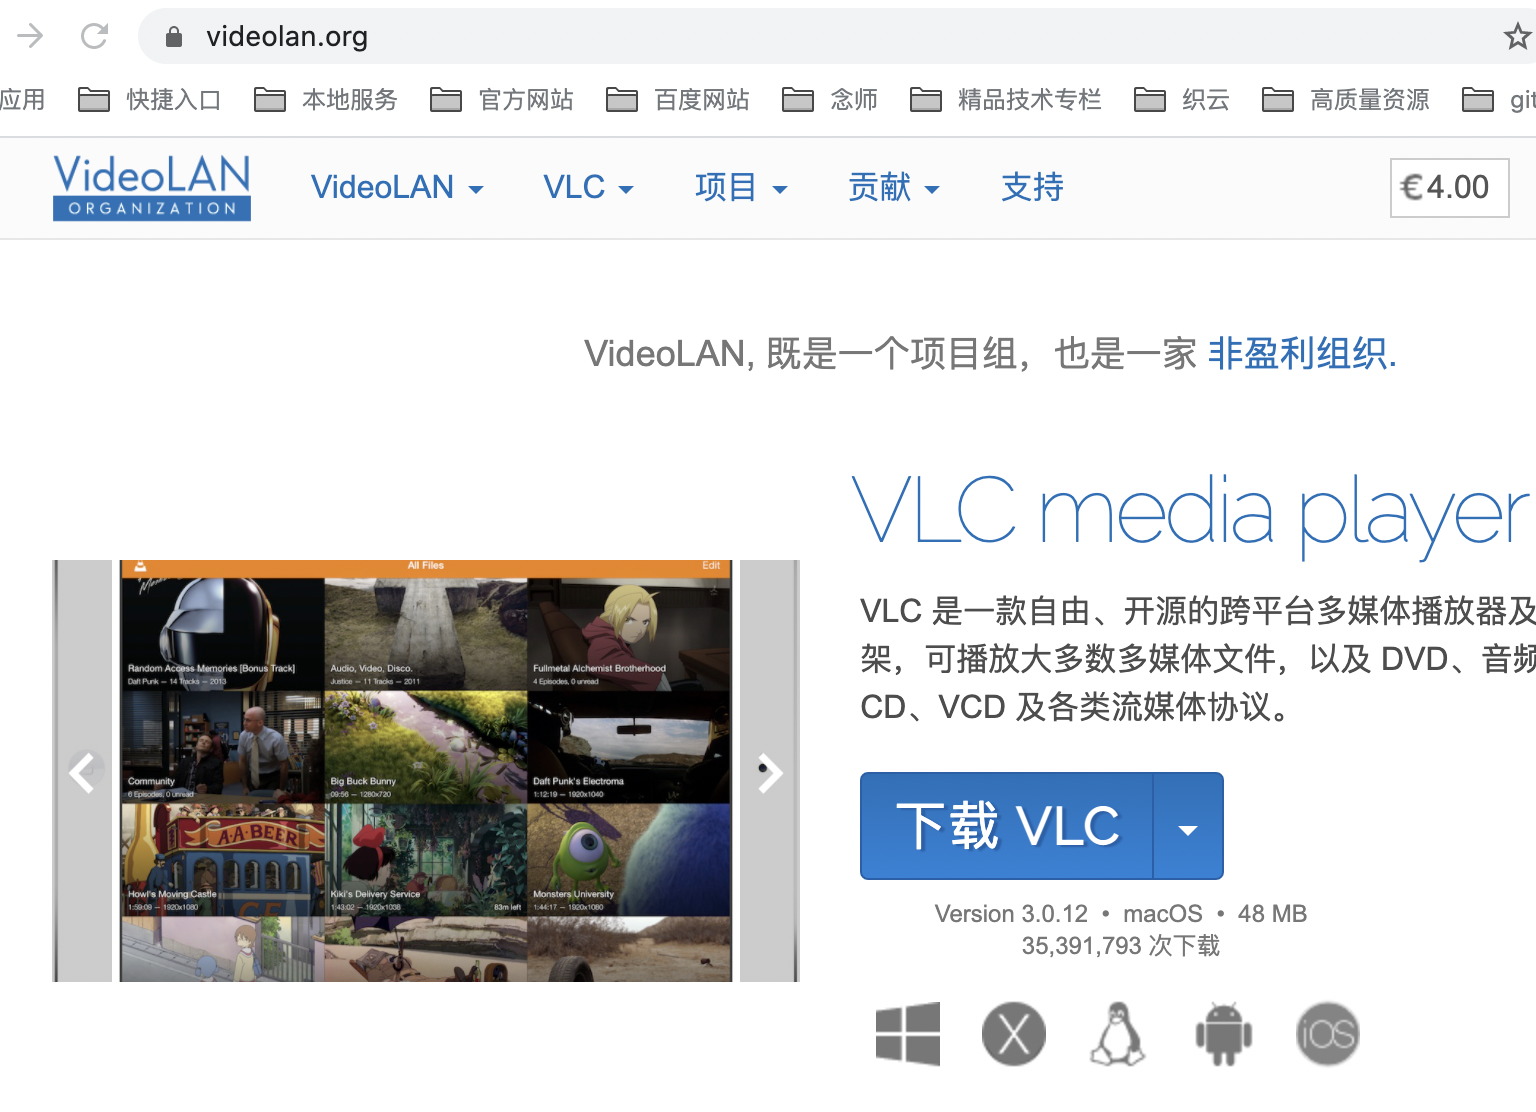 videolan.org
应用 快捷入口 本地服务 官方网站 百度网站 念师 精品技术专栏 织云 高质量资源 git
VideoLAN
ORGANIZATION
VideoLAN VLC 项目 贡献 支持 €4.00
VideoLAN, 既是一个项目组，也是一家 非盈利组织.
VLC media player
All Files Edit
Random Access Memories [Bonus Track] Audio, Video, Disco. Fullmetal Alchemist Brotherhood
Daft Punk — 14 Tracks — 2013 Justice — 11 Tracks — 2011 4 Episodes, 0 unread
Community Big Buck Bunny Daft Punk's Electroma
6 Episodes, 0 unread 09:56 — 1280x720 1:12:19 — 1920x1040
A·A·BEER
Howl's Moving Castle Kiki's Delivery Service Monsters University
1:59:09 — 1920x1080 1:43:02 — 1920x1038 83m left 1:44:17 — 1920x1080
VLC 是一款自由、开源的跨平台多媒体播放器及
架，可播放大多数多媒体文件，以及 DVD、音频
CD、VCD 及各类流媒体协议。
下载 VLC
Version 3.0.12 • macOS • 48 MB
35,391,793 次下载
X
iOS